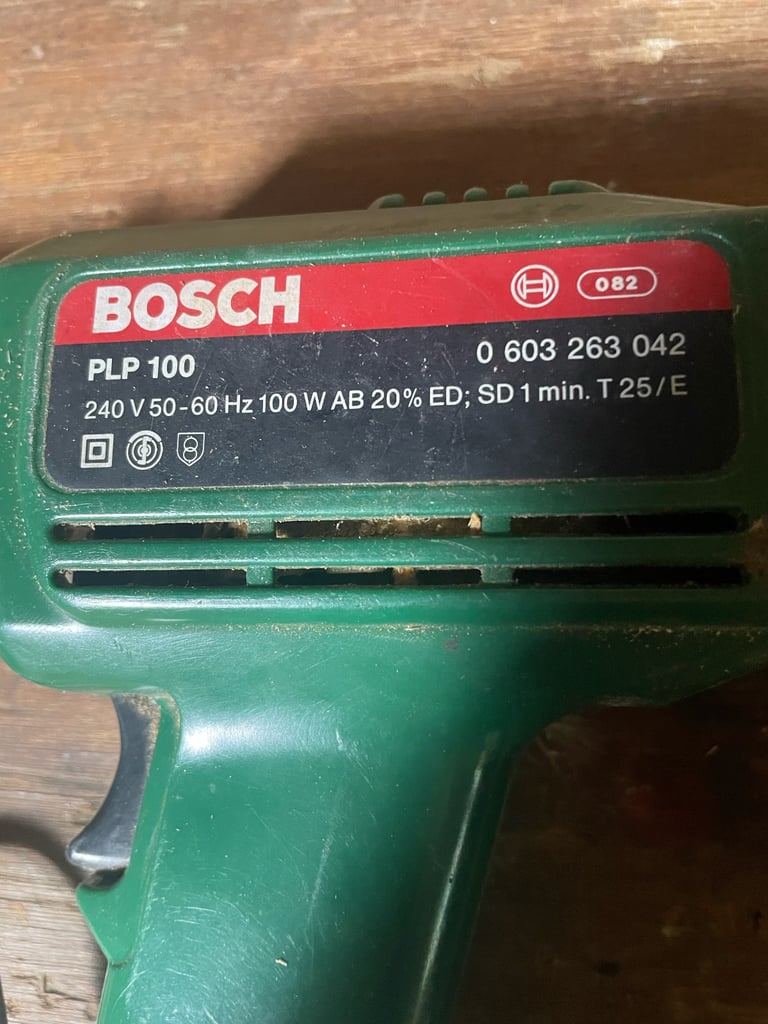 BOSCH 082
PLP 100 0 603 263 042
240 V 50-60 Hz 100 W AB 20% ED; SD 1 min. T 25/E